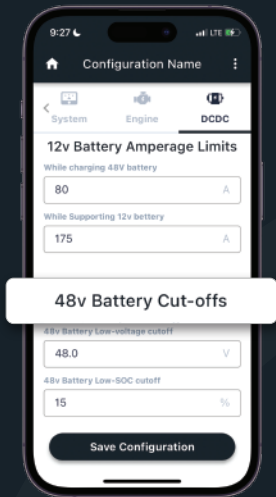 9:27
LTE
Configuration Name
System
Engine
DCDC
12v Battery Amperage Limits
While charging 48V battery
80 A
While Supporting 12v bettery
175 A
48v Battery Cut-offs
48v Battery Low-voltage cutoff
48.0 V
48v Battery Low-SOC cutoff
15 %
Save Configuration